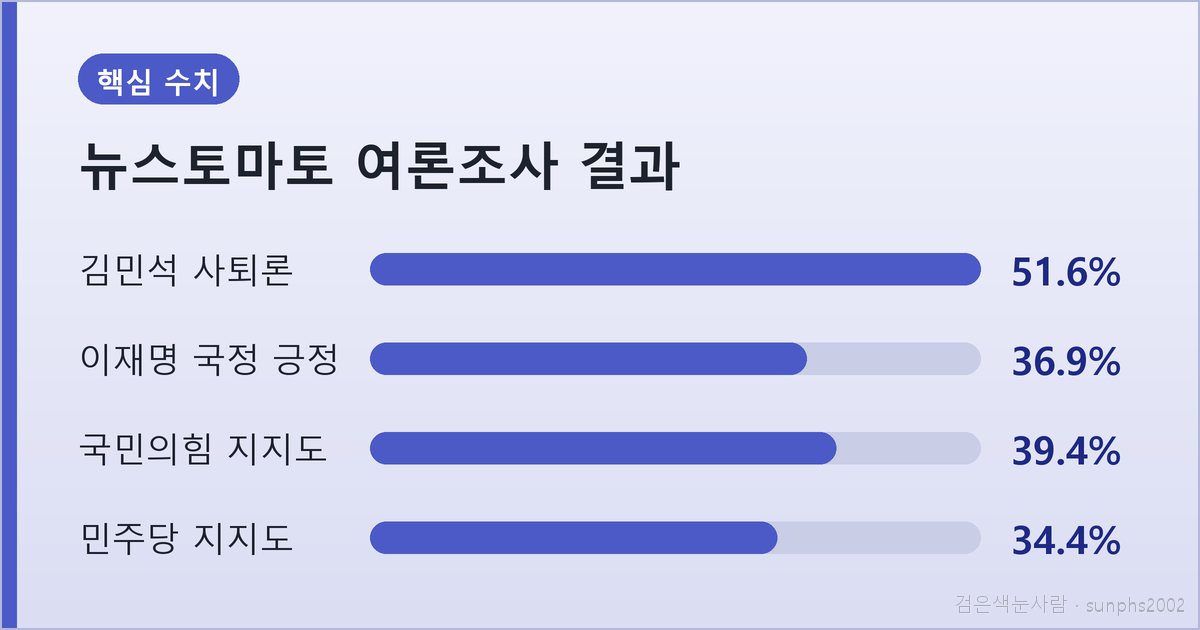 핵심 수치
뉴스토마토 여론조사 결과
김민석 사퇴론 51.6%
이재명 국정 긍정 36.9%
국민의힘 지지도 39.4%
민주당 지지도 34.4%
검은색눈사람 · sunphs2002